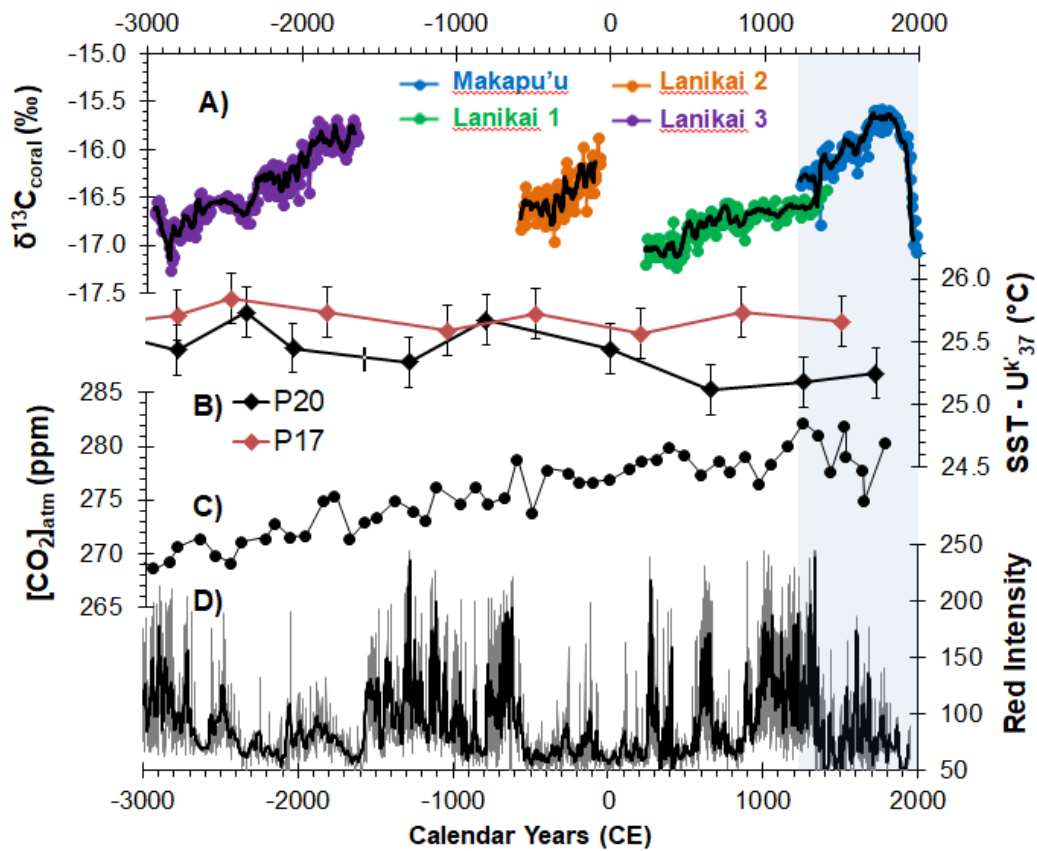 -3000 -2000 -1000 0 1000 2000
-15.0
-15.5
-16.0
-16.5
-17.0
-17.5
δ¹³C_coral (‰)
A)
Makapu'u
Lanikai 2
Lanikai 1
Lanikai 3
26.0
25.5
25.0
24.5
SST - U^k'_37 (°C)
B)
P20
P17
285
280
275
270
265
[CO₂]atm (ppm)
C)
D)
250
200
150
100
50
Red Intensity
-3000 -2000 -1000 0 1000 2000
Calendar Years (CE)